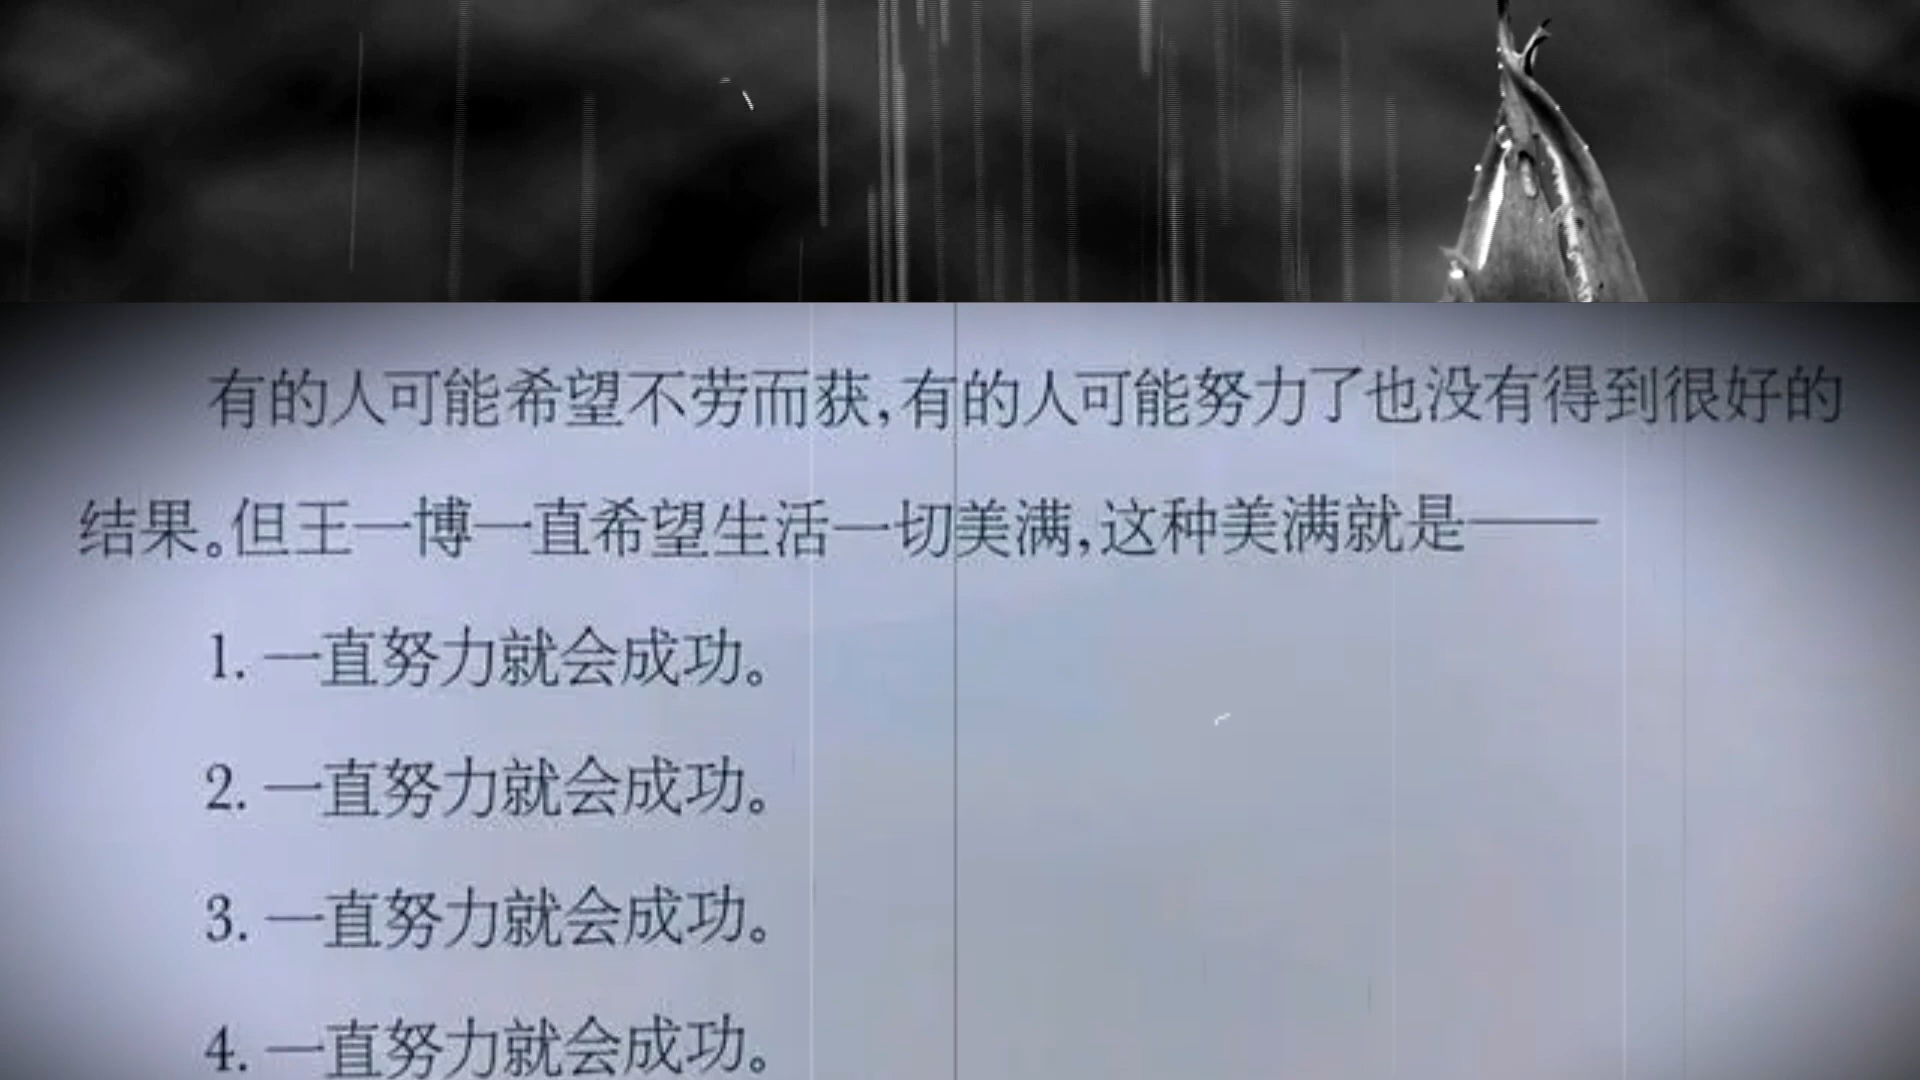 有的人可能希望不劳而获,有的人可能努力了也没有得到很好的
结果。但王一博一直希望生活一切美满,这种美满就是——
1. 一直努力就会成功。
2. 一直努力就会成功。
3. 一直努力就会成功。
4. 一直努力就会成功。